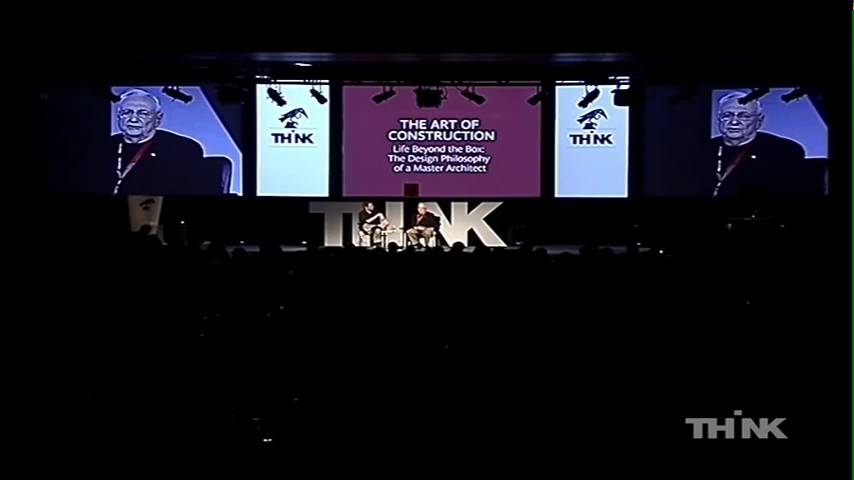 THiNK
THE ART OF
CONSTRUCTION
Life Beyond the Box:
The Design Philosophy
of a Master Architect
THiNK
THiNK
THiNK